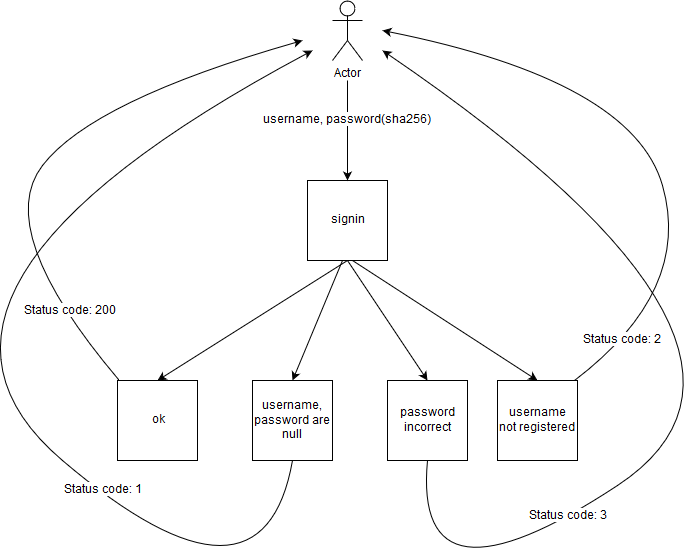 Actor
username, password(sha256)
signin
Status code: 200
Status code: 2
ok
username,
password are
null
password
incorrect
username
not registered
Status code: 1
Status code: 3